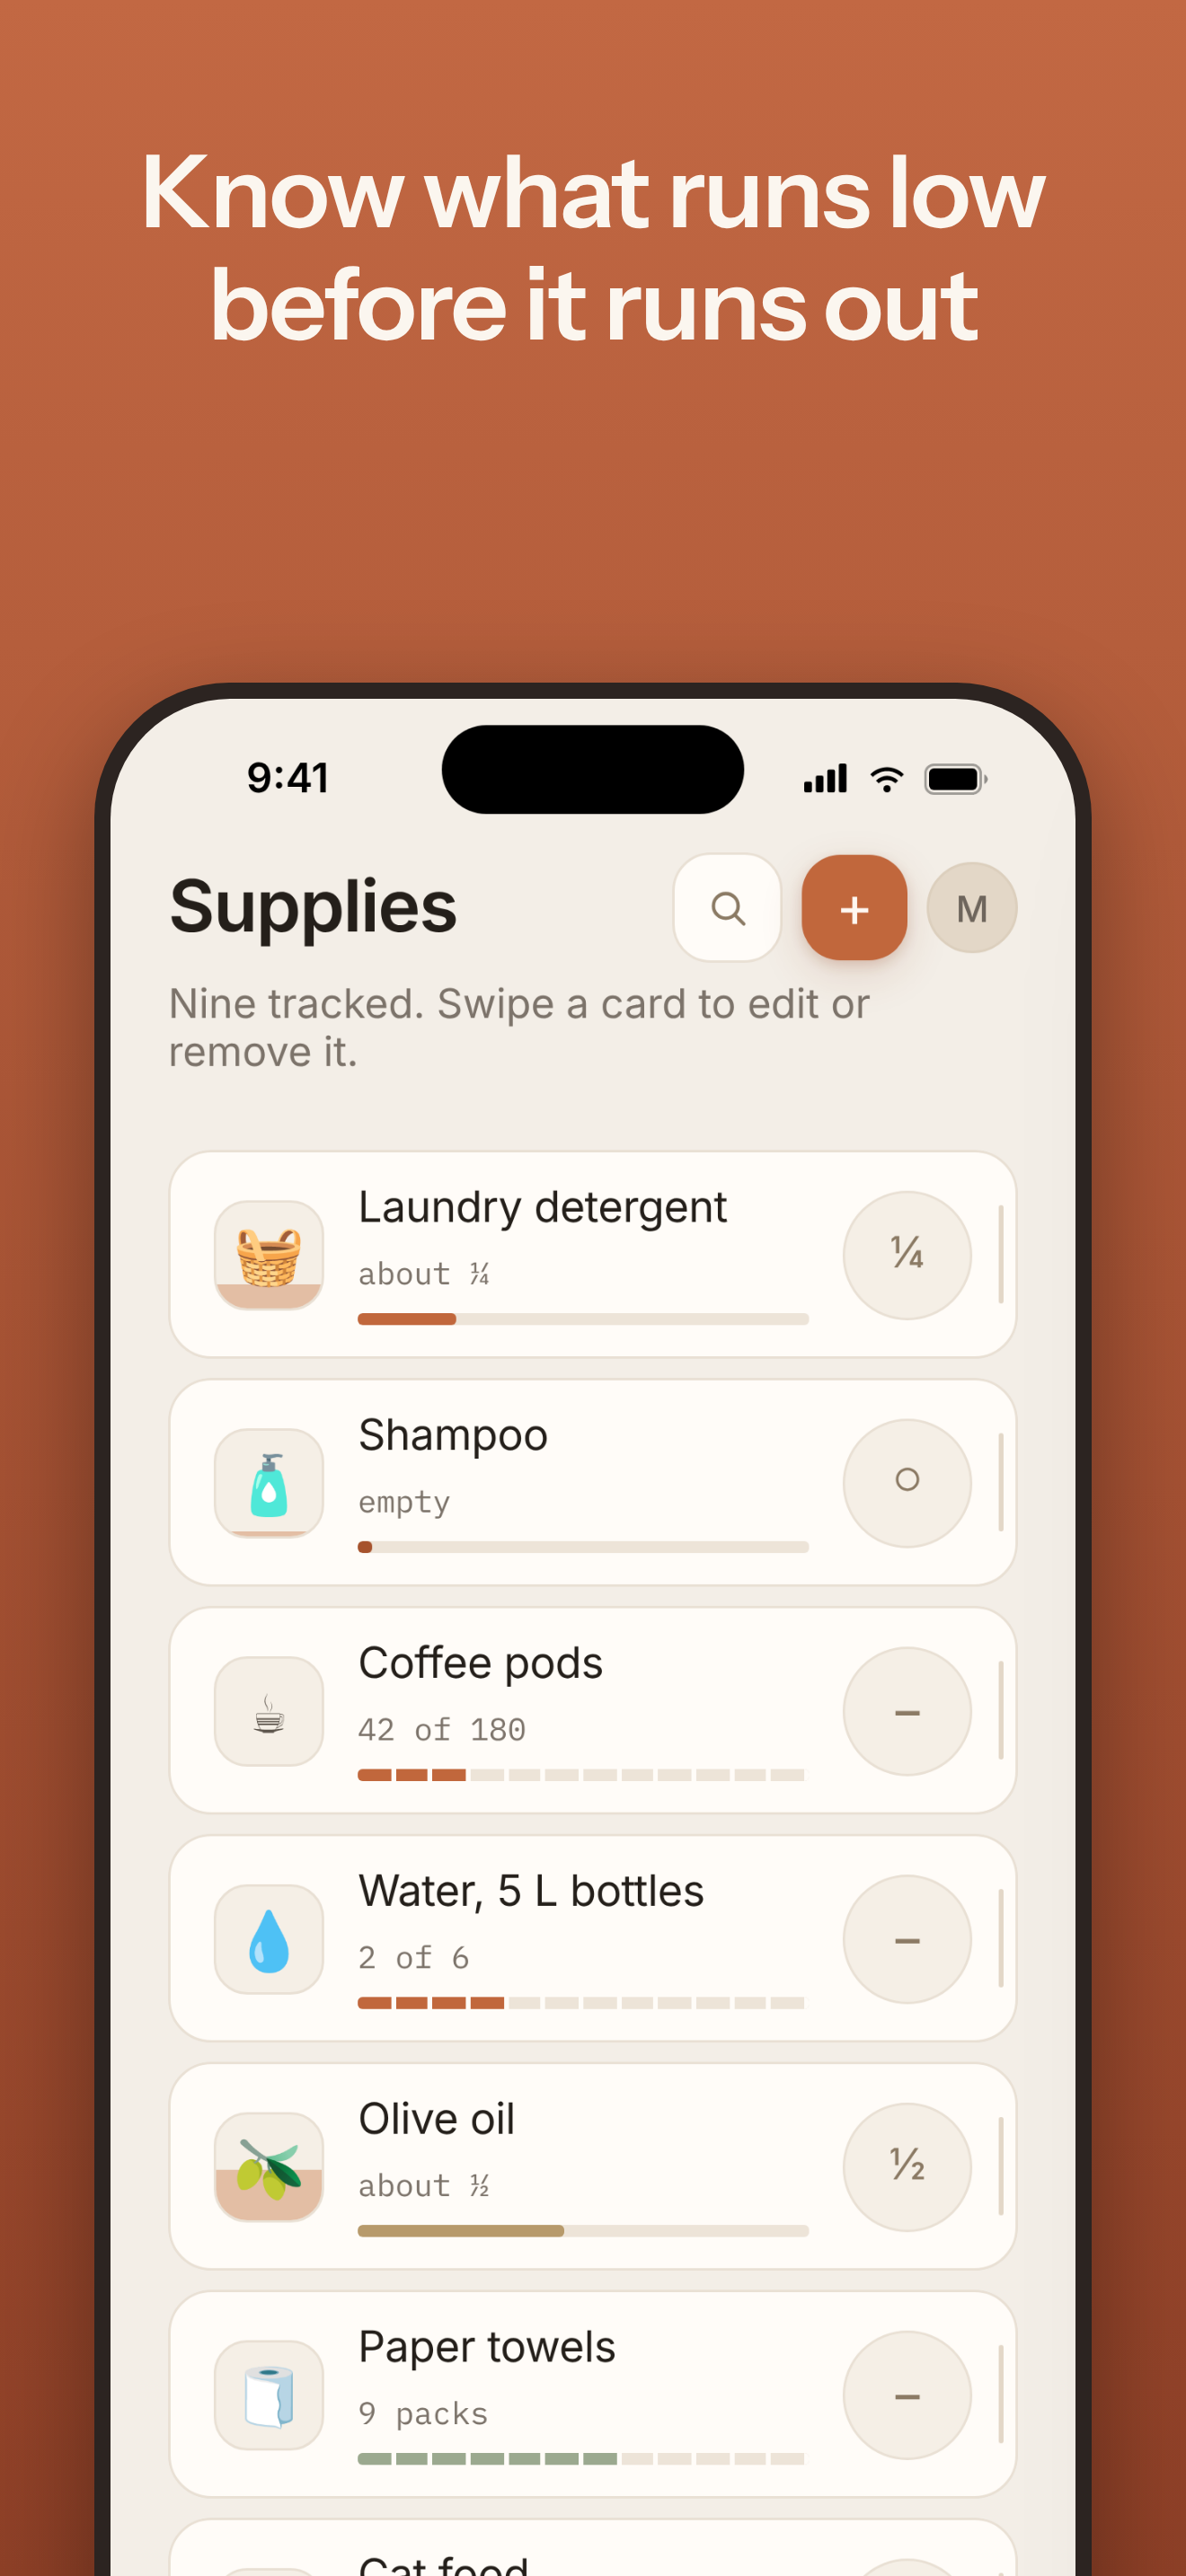 Know what runs low
before it runs out
9:41
Supplies
+
M
Nine tracked. Swipe a card to edit or
remove it.
Laundry detergent
about ¼
¼
Shampoo
empty
○
Coffee pods
42 of 180
–
Water, 5 L bottles
2 of 6
–
Olive oil
about ½
½
Paper towels
9 packs
–
Cat food